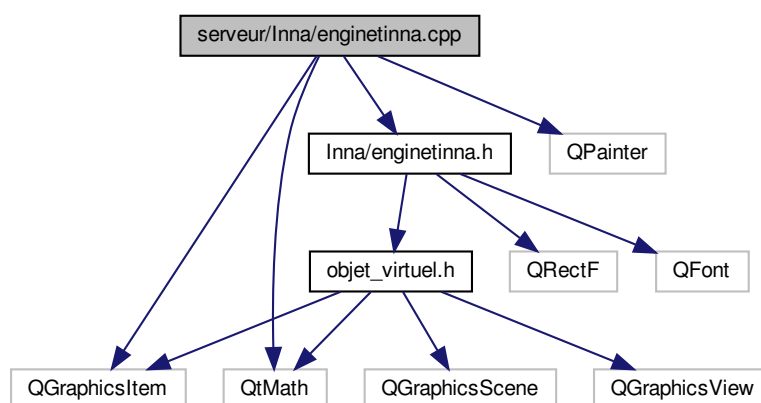 serveur/Inna/enginetinna.cpp
Inna/enginetinna.h
QPainter
objet_virtuel.h
QRectF
QFont
QGraphicsItem
QtMath
QGraphicsScene
QGraphicsView